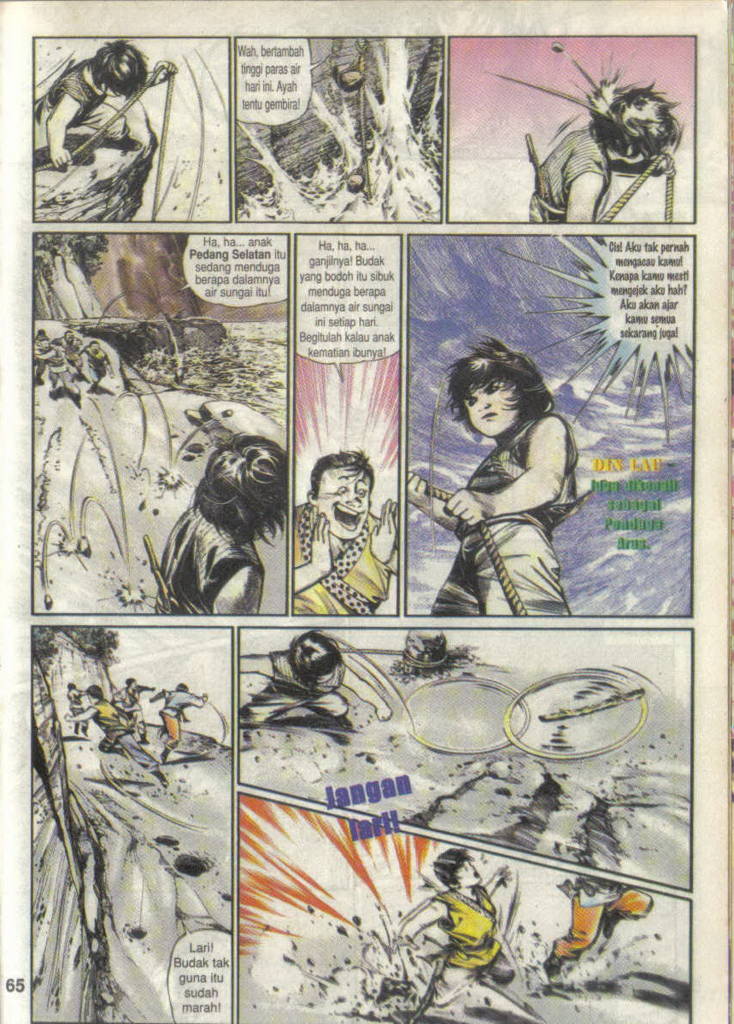 Wah, bertambah
tinggi paras air
hari ini. Ayah
tentu gembira!
Ha, ha... anak
Pedang Selatan itu
sedang menduga
berapa dalamnya
air sungai itu!
Ha, ha, ha...
ganjilnya! Budak
yang bodoh itu sibuk
menduga berapa
dalamnya air sungai
ini setiap hari.
Begitulah kalau anak
kematian ibunya!
Cis! Aku tak pernah
mengacau kamu!
Kenapa kamu mesti
mengejek aku hah?
Aku akan ajar
kamu semua
sekarang juga!
DIN LAU -
sebagai
Penduga
Arus.
Jangan
lari!
Lari!
Budak tak
guna itu
sudah
marah!
65